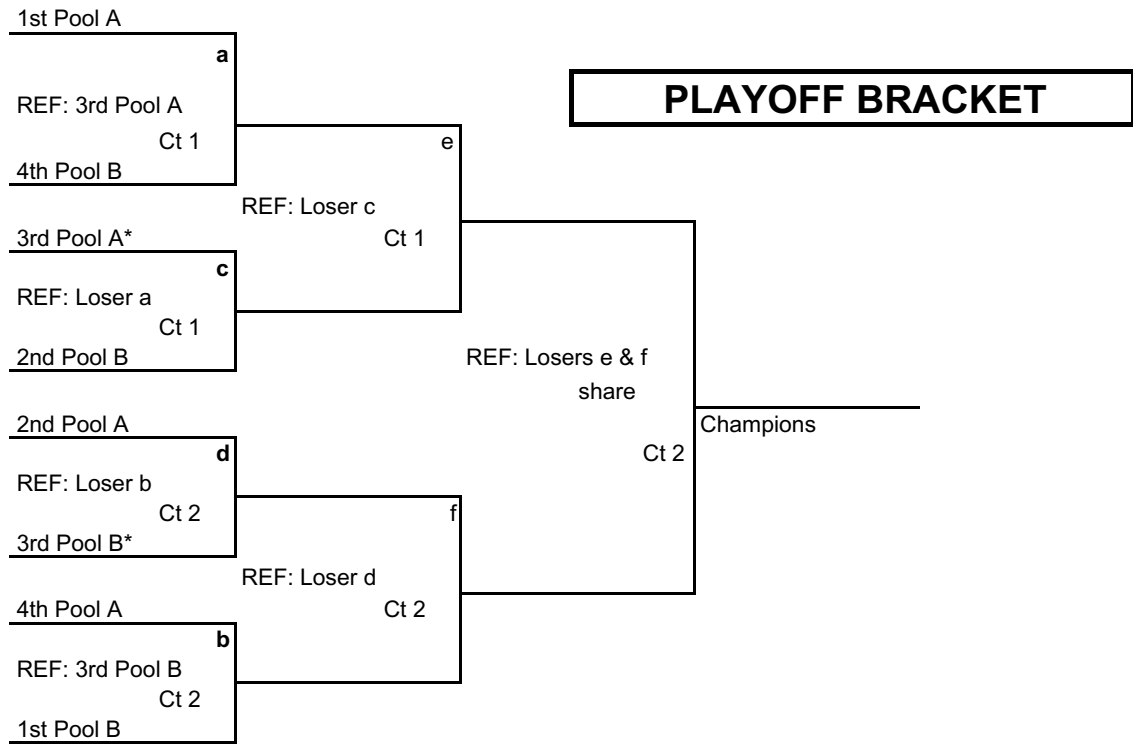 1st Pool A
a
PLAYOFF BRACKET
REF: 3rd Pool A
Ct 1
e
4th Pool B
REF: Loser c
3rd Pool A*
Ct 1
c
REF: Loser a
Ct 1
2nd Pool B
REF: Losers e & f
share
2nd Pool A
Champions
d
Ct 2
REF: Loser b
Ct 2
f
3rd Pool B*
REF: Loser d
4th Pool A
Ct 2
b
REF: 3rd Pool B
Ct 2
1st Pool B